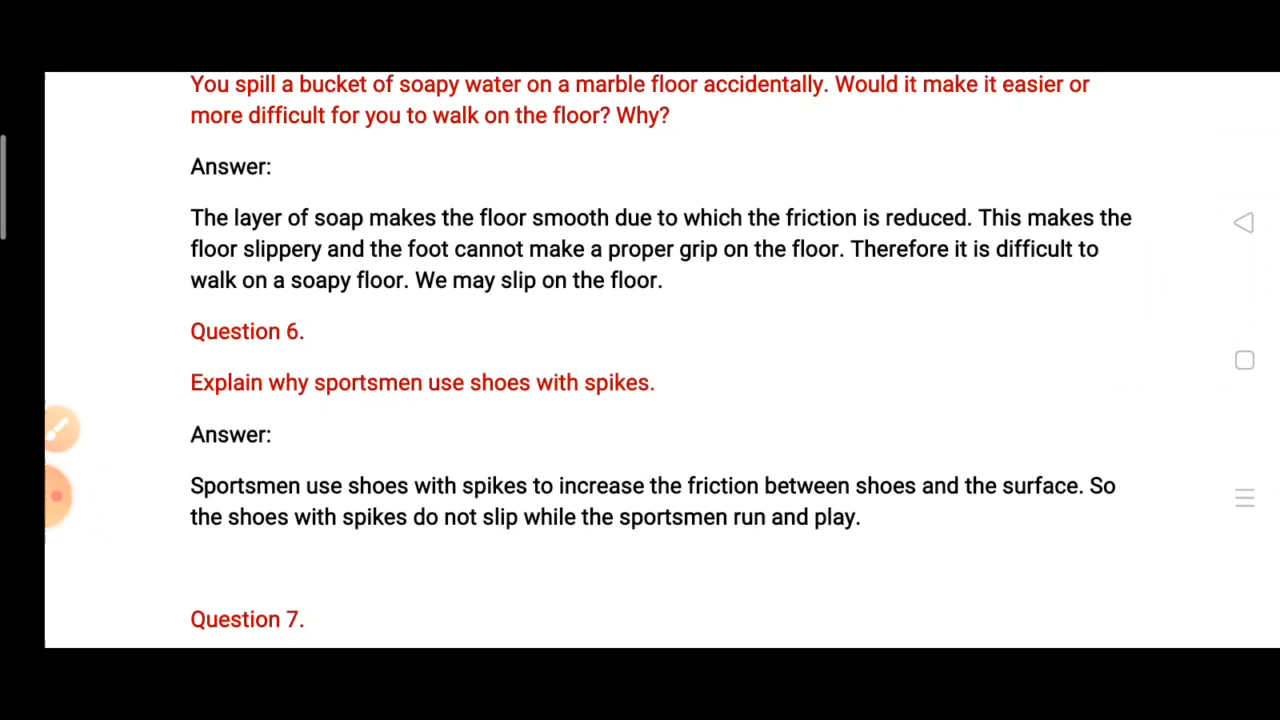 You spill a bucket of soapy water on a marble floor accidentally. Would it make it easier or
more difficult for you to walk on the floor? Why?
Answer:
The layer of soap makes the floor smooth due to which the friction is reduced. This makes the
floor slippery and the foot cannot make a proper grip on the floor. Therefore it is difficult to
walk on a soapy floor. We may slip on the floor.
Question 6.
Explain why sportsmen use shoes with spikes.
Answer:
Sportsmen use shoes with spikes to increase the friction between shoes and the surface. So
the shoes with spikes do not slip while the sportsmen run and play.
Question 7.